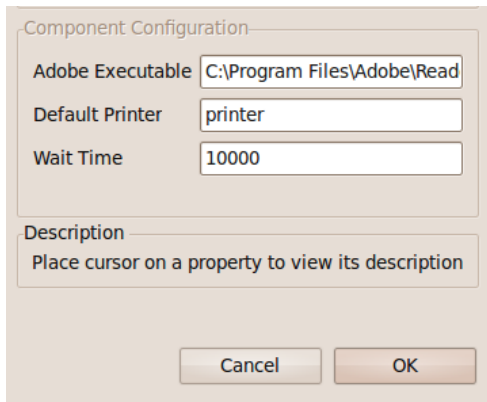 Component Configuration
Adobe Executable C:\Program Files\Adobe\Read
Default Printer printer
Wait Time 10000
Description
Place cursor on a property to view its description
Cancel OK